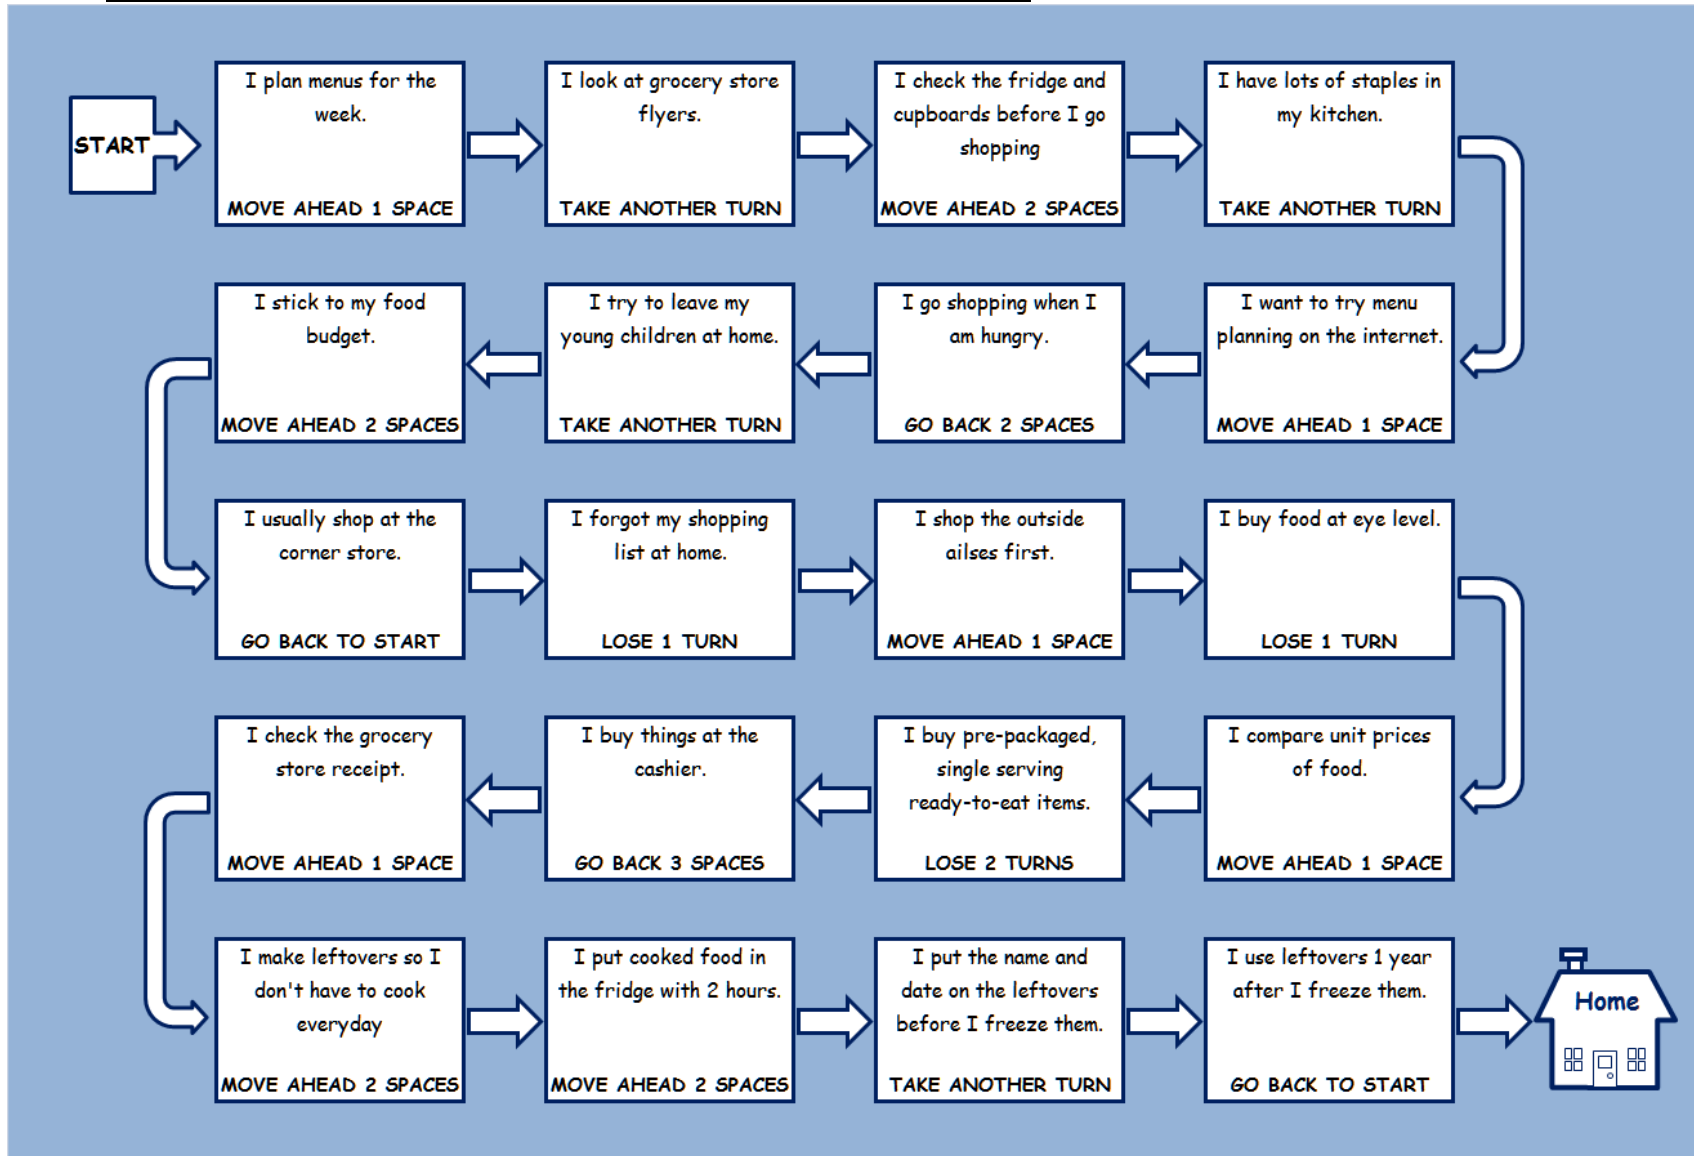 START
I plan menus for the
week.
MOVE AHEAD 1 SPACE
I look at grocery store
flyers.
TAKE ANOTHER TURN
I check the fridge and
cupboards before I go
shopping
MOVE AHEAD 2 SPACES
I have lots of staples in
my kitchen.
TAKE ANOTHER TURN
I want to try menu
planning on the internet.
MOVE AHEAD 1 SPACE
I go shopping when I
am hungry.
GO BACK 2 SPACES
I try to leave my
young children at home.
TAKE ANOTHER TURN
I stick to my food
budget.
MOVE AHEAD 2 SPACES
I usually shop at the
corner store.
GO BACK TO START
I forgot my shopping
list at home.
LOSE 1 TURN
I shop the outside
ailses first.
MOVE AHEAD 1 SPACE
I buy food at eye level.
LOSE 1 TURN
I compare unit prices
of food.
MOVE AHEAD 1 SPACE
I buy pre-packaged,
single serving
ready-to-eat items.
LOSE 2 TURNS
I buy things at the
cashier.
GO BACK 3 SPACES
I check the grocery
store receipt.
MOVE AHEAD 1 SPACE
I make leftovers so I
don't have to cook
everyday
MOVE AHEAD 2 SPACES
I put cooked food in
the fridge with 2 hours.
MOVE AHEAD 2 SPACES
I put the name and
date on the leftovers
before I freeze them.
TAKE ANOTHER TURN
I use leftovers 1 year
after I freeze them.
GO BACK TO START
Home